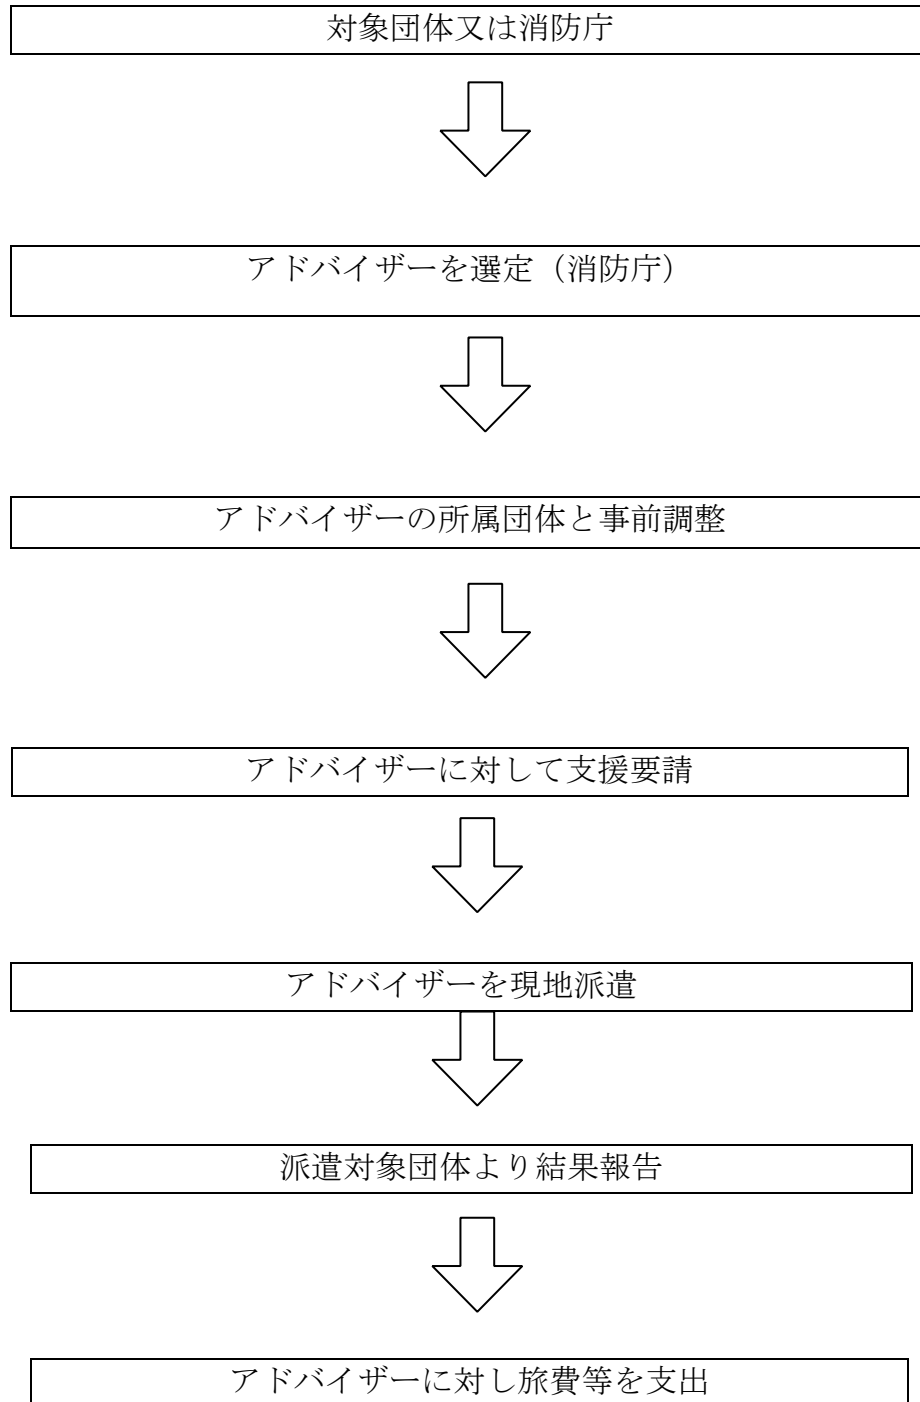 対象団体又は消防庁
アドバイザーを選定（消防庁）
アドバイザーの所属団体と事前調整
アドバイザーに対して支援要請
アドバイザーを現地派遣
派遣対象団体より結果報告
アドバイザーに対し旅費等を支出